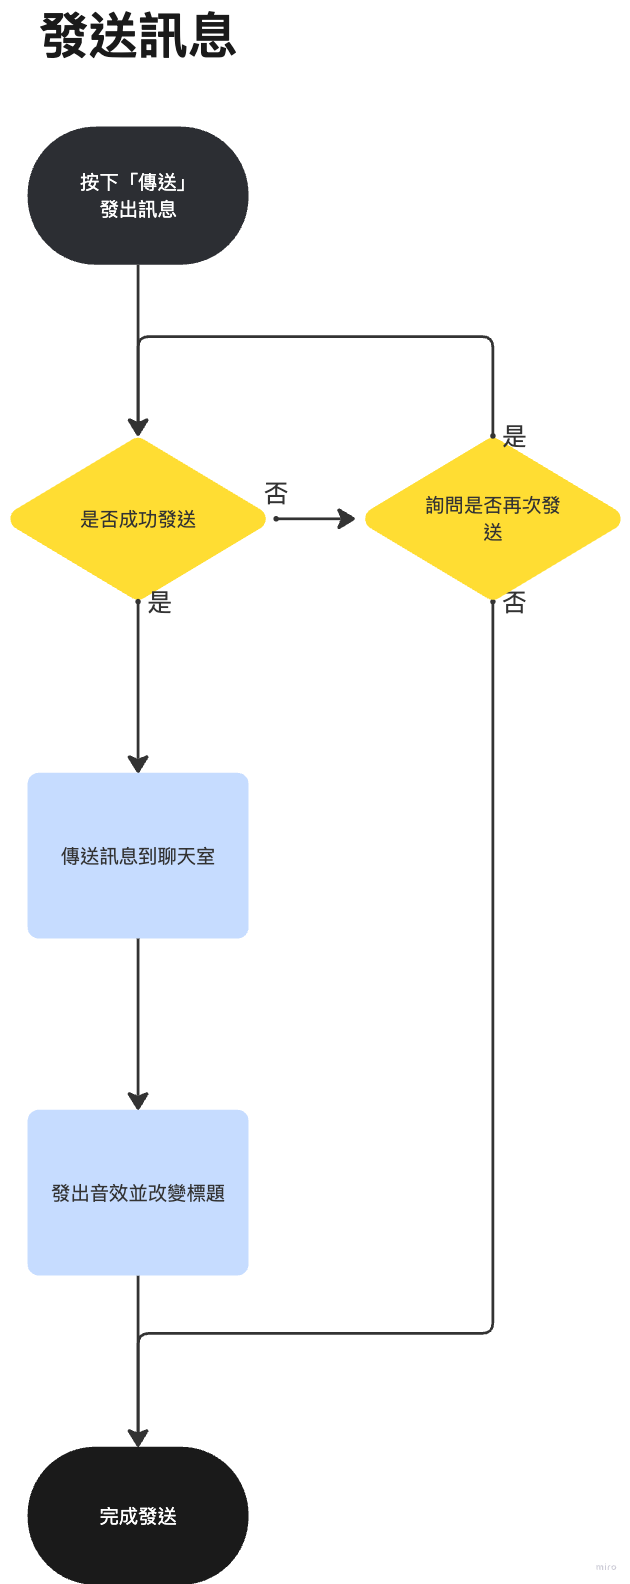 發送訊息
按下「傳送」
發出訊息
是
否
是否成功發送
詢問是否再次發
送
是
否
傳送訊息到聊天室
發出音效並改變標題
完成發送
miro